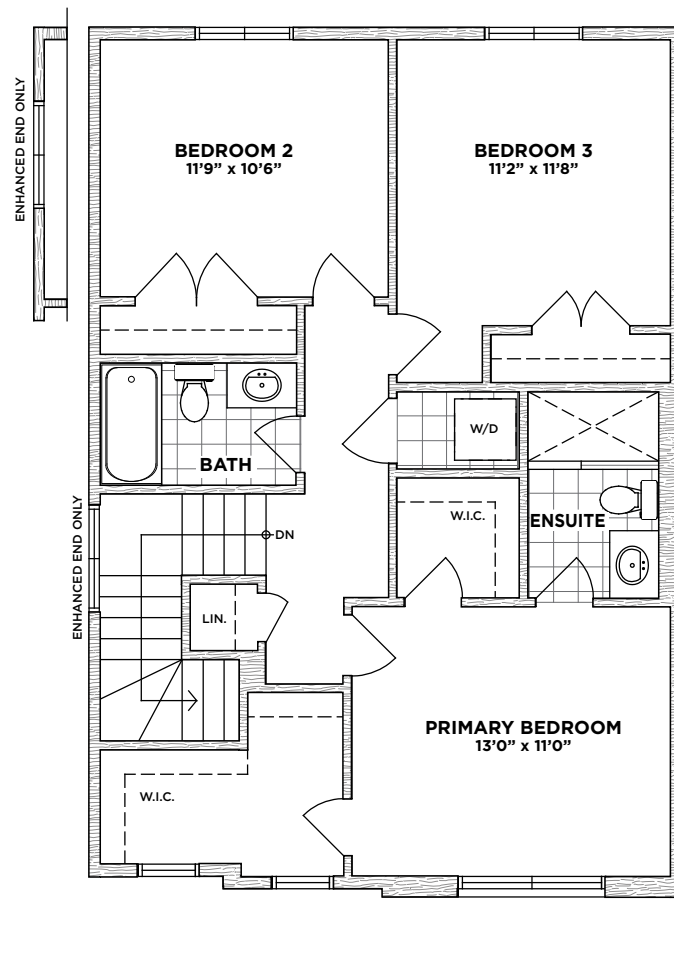 ENHANCED END ONLY
BEDROOM 2
11’9” x 10’6”
BEDROOM 3
11’2” x 11’8”
W/D
BATH
W.I.C.
ENSUITE
ENHANCED END ONLY
DN
LIN.
PRIMARY BEDROOM
13’0” x 11’0”
W.I.C.